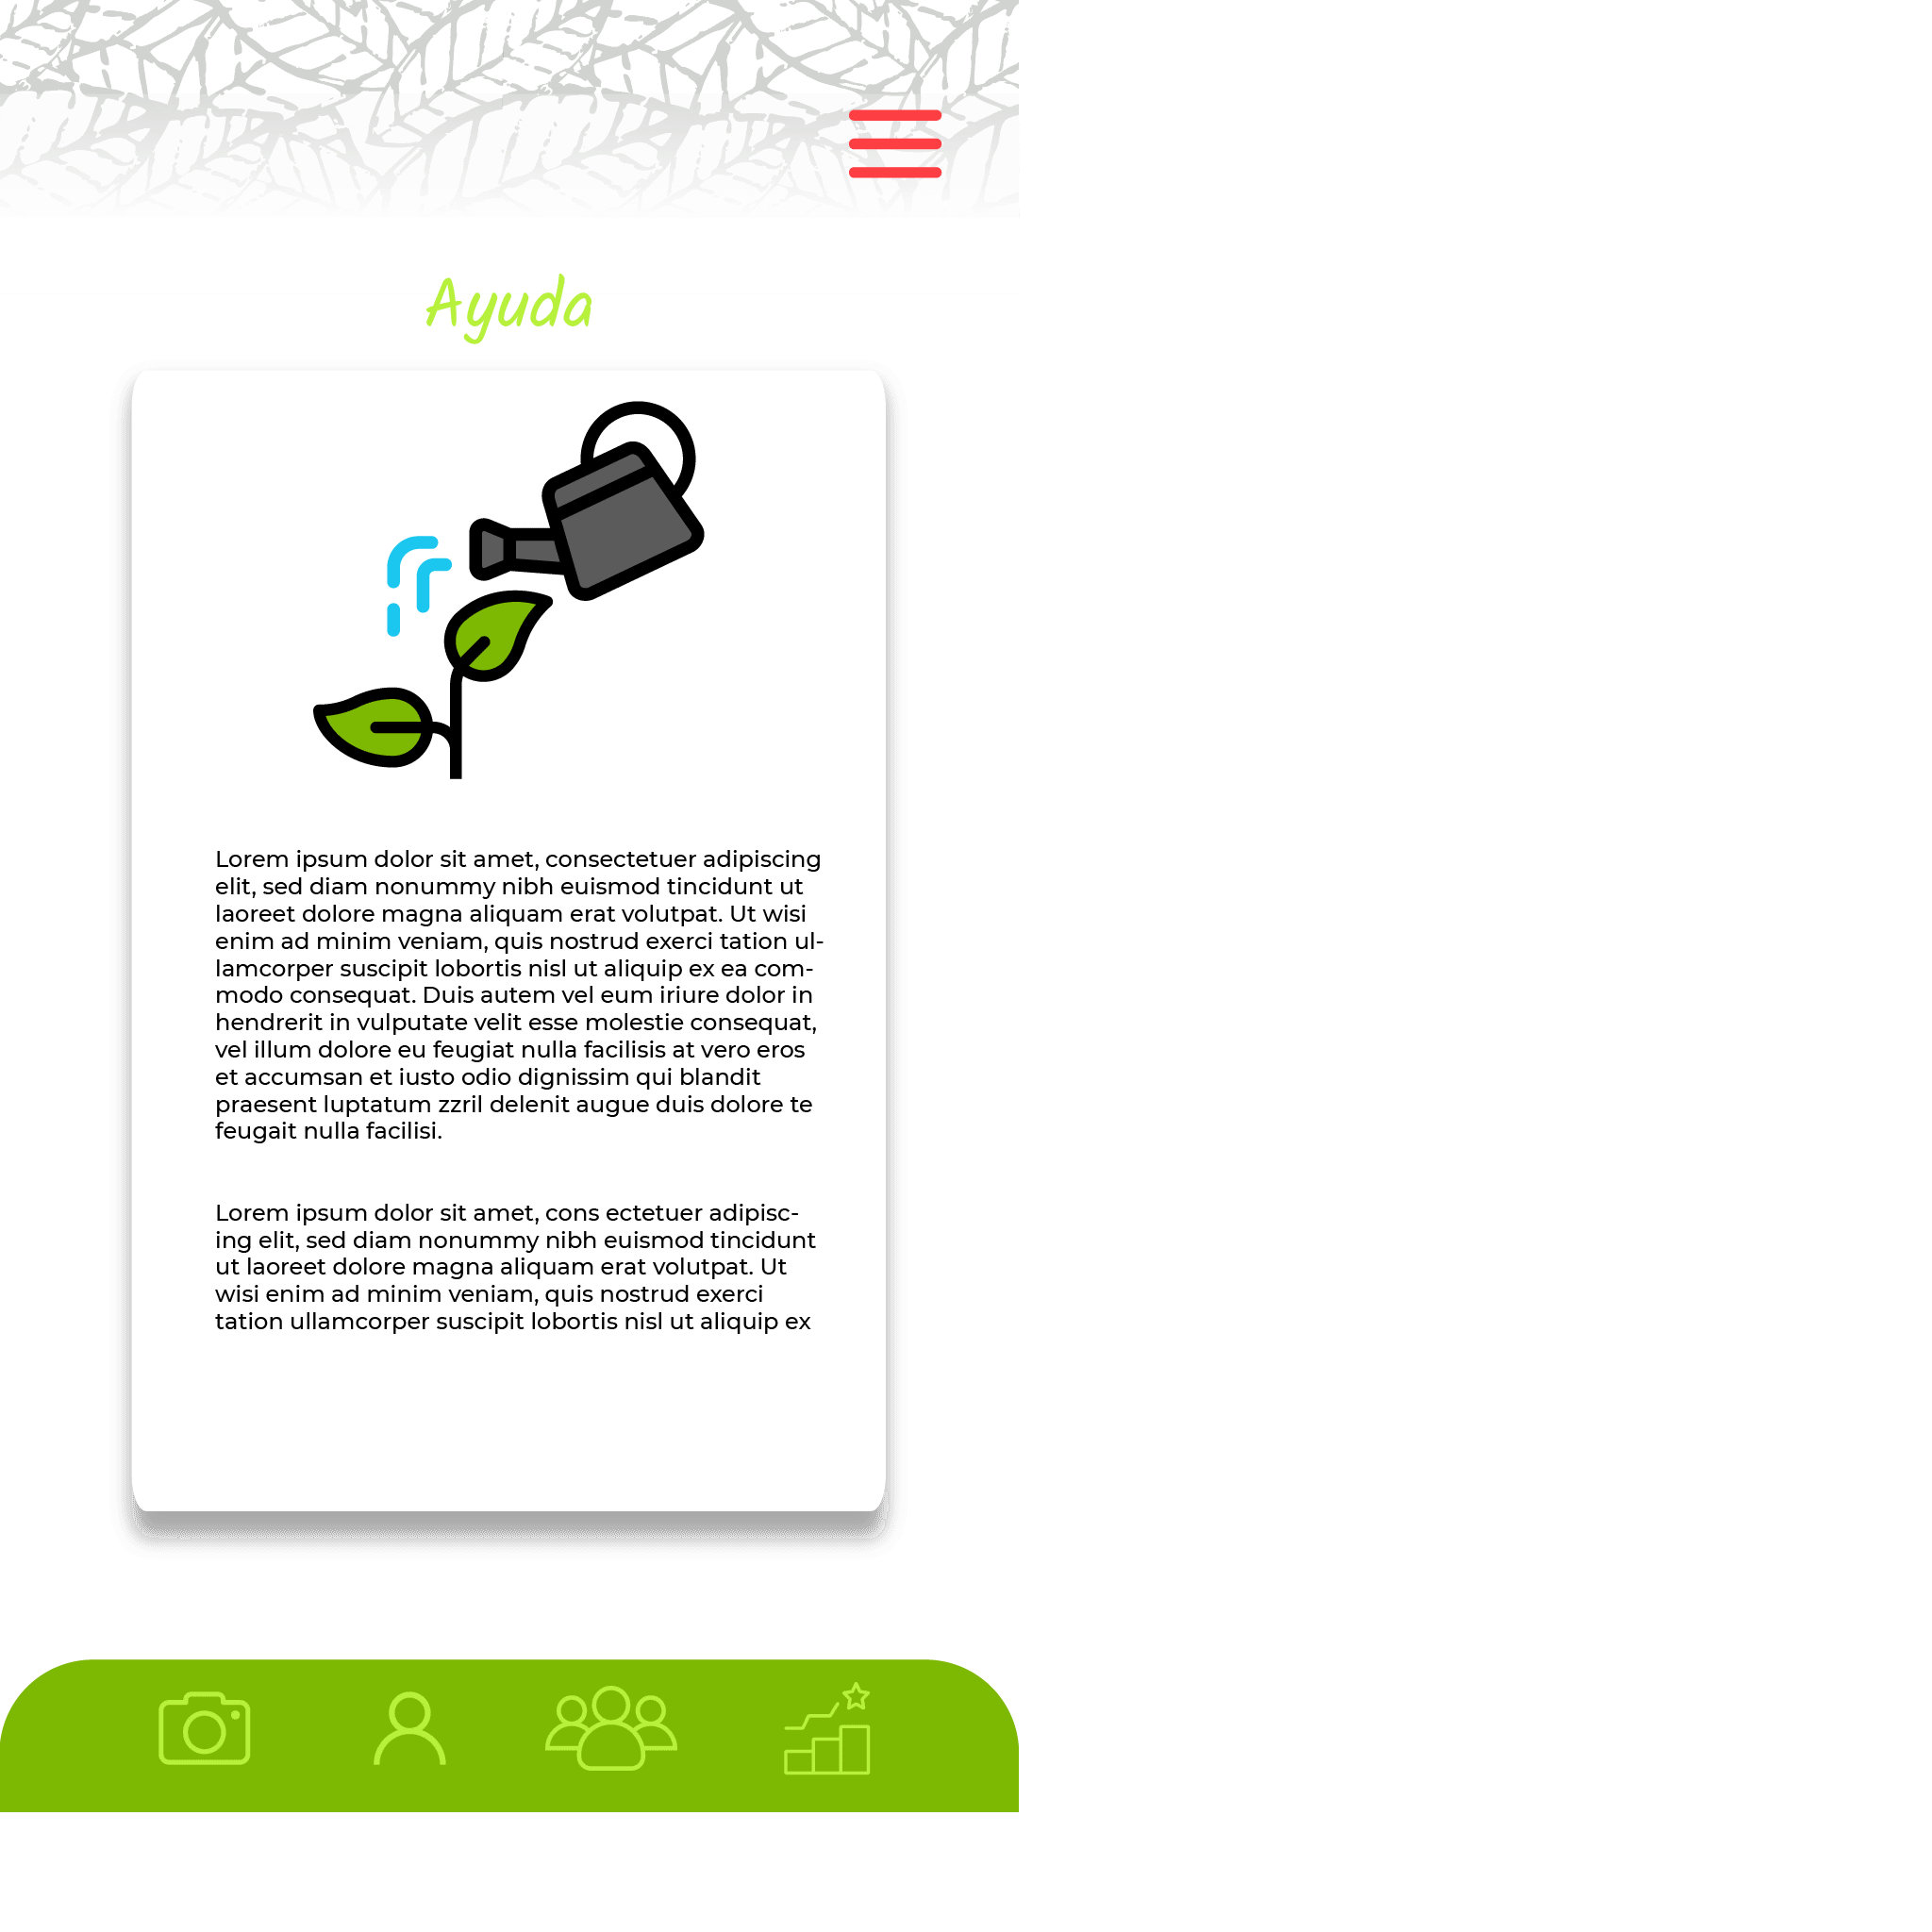 Ayuda
Lorem ipsum dolor sit amet, consectetuer adipiscing
elit, sed diam nonummy nibh euismod tincidunt ut
laoreet dolore magna aliquam erat volutpat. Ut wisi
enim ad minim veniam, quis nostrud exerci tation ul-
lamcorper suscipit lobortis nisl ut aliquip ex ea com-
modo consequat. Duis autem vel eum iriure dolor in
hendrerit in vulputate velit esse molestie consequat,
vel illum dolore eu feugiat nulla facilisis at vero eros
et accumsan et iusto odio dignissim qui blandit
praesent luptatum zzril delenit augue duis dolore te
feugait nulla facilisi.
Lorem ipsum dolor sit amet, cons ectetuer adipisc-
ing elit, sed diam nonummy nibh euismod tincidunt
ut laoreet dolore magna aliquam erat volutpat. Ut
wisi enim ad minim veniam, quis nostrud exerci
tation ullamcorper suscipit lobortis nisl ut aliquip ex